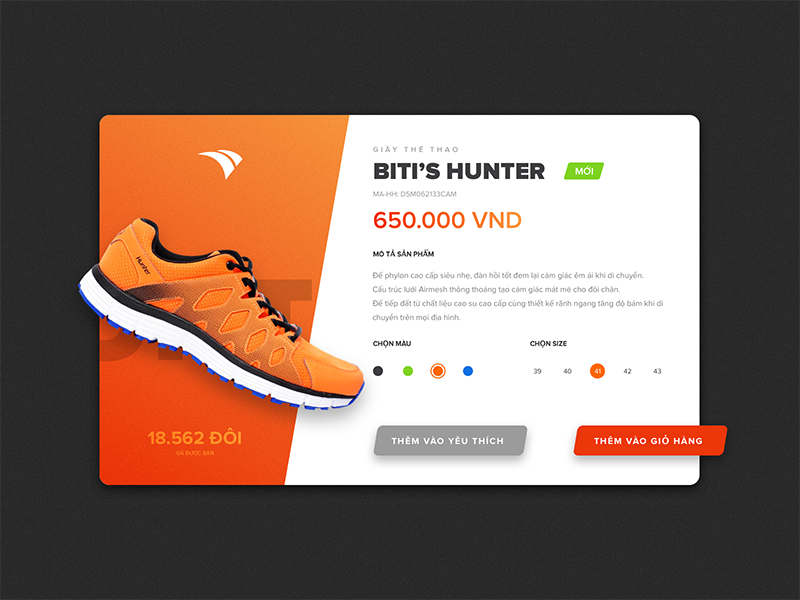 GIÀY THỂ THAO
BITI'S HUNTER
MỚI
MA-HH: DSM062133CAM
650.000 VND
MÔ TẢ SẢN PHẨM
Đế phylon cao cấp siêu nhẹ, đàn hồi tốt đem lại cảm giác êm ái khi di chuyển.
Cấu trúc lưới Airmesh thông thoáng tạo cảm giác mát mẻ cho đôi chân.
Đế tiếp đất từ chất liệu cao su cao cấp cùng thiết kế rãnh ngang tăng độ bám khi di
chuyển trên mọi địa hình.
CHỌN MÀU
CHỌN SIZE
39 40 41 42 43
THÊM VÀO YÊU THÍCH
THÊM VÀO GIỎ HÀNG
Hunter
18.562 ĐÔI
ĐÃ ĐƯỢC BÁN